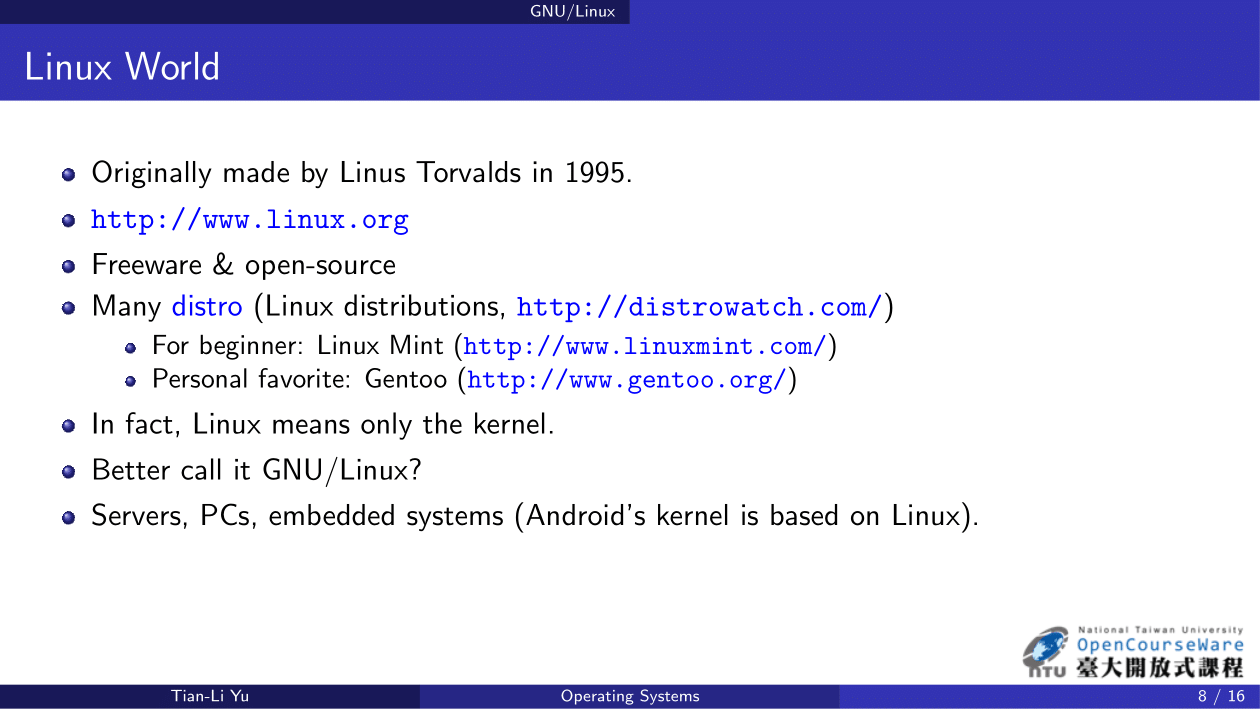 GNU/Linux
Linux World
Originally made by Linus Torvalds in 1995.
http://www.linux.org
Freeware & open-source
Many distro (Linux distributions, http://distrowatch.com/)
For beginner: Linux Mint (http://www.linuxmint.com/)
Personal favorite: Gentoo (http://www.gentoo.org/)
In fact, Linux means only the kernel.
Better call it GNU/Linux?
Servers, PCs, embedded systems (Android's kernel is based on Linux).
National Taiwan University
OpenCourseWare
NTU 臺大開放式課程
Tian-Li Yu
Operating Systems
8 / 16